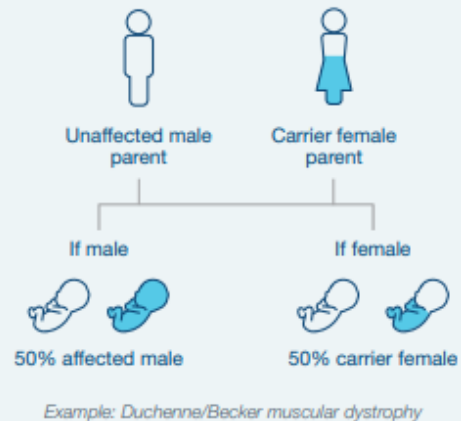 Unaffected male
parent
Carrier female
parent
If male
If female
50% affected male
50% carrier female
Example: Duchenne/Becker muscular dystrophy